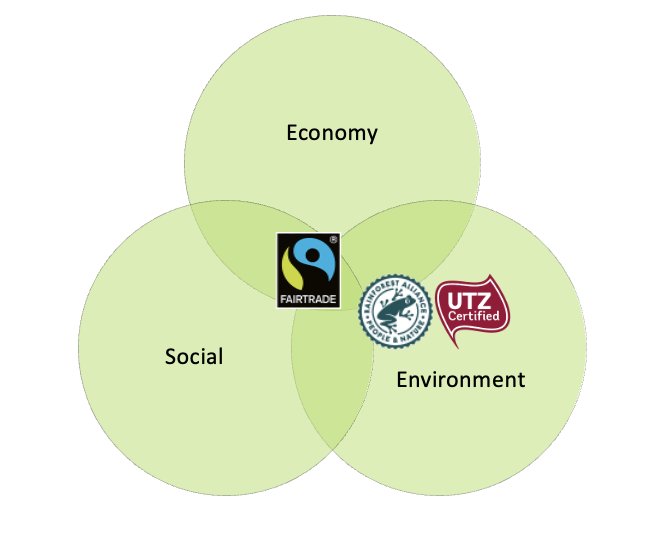 Economy
®
FAIRTRADE
RAINFOREST ALLIANCE
PEOPLE & NATURE
UTZ
Certified
Social
Environment